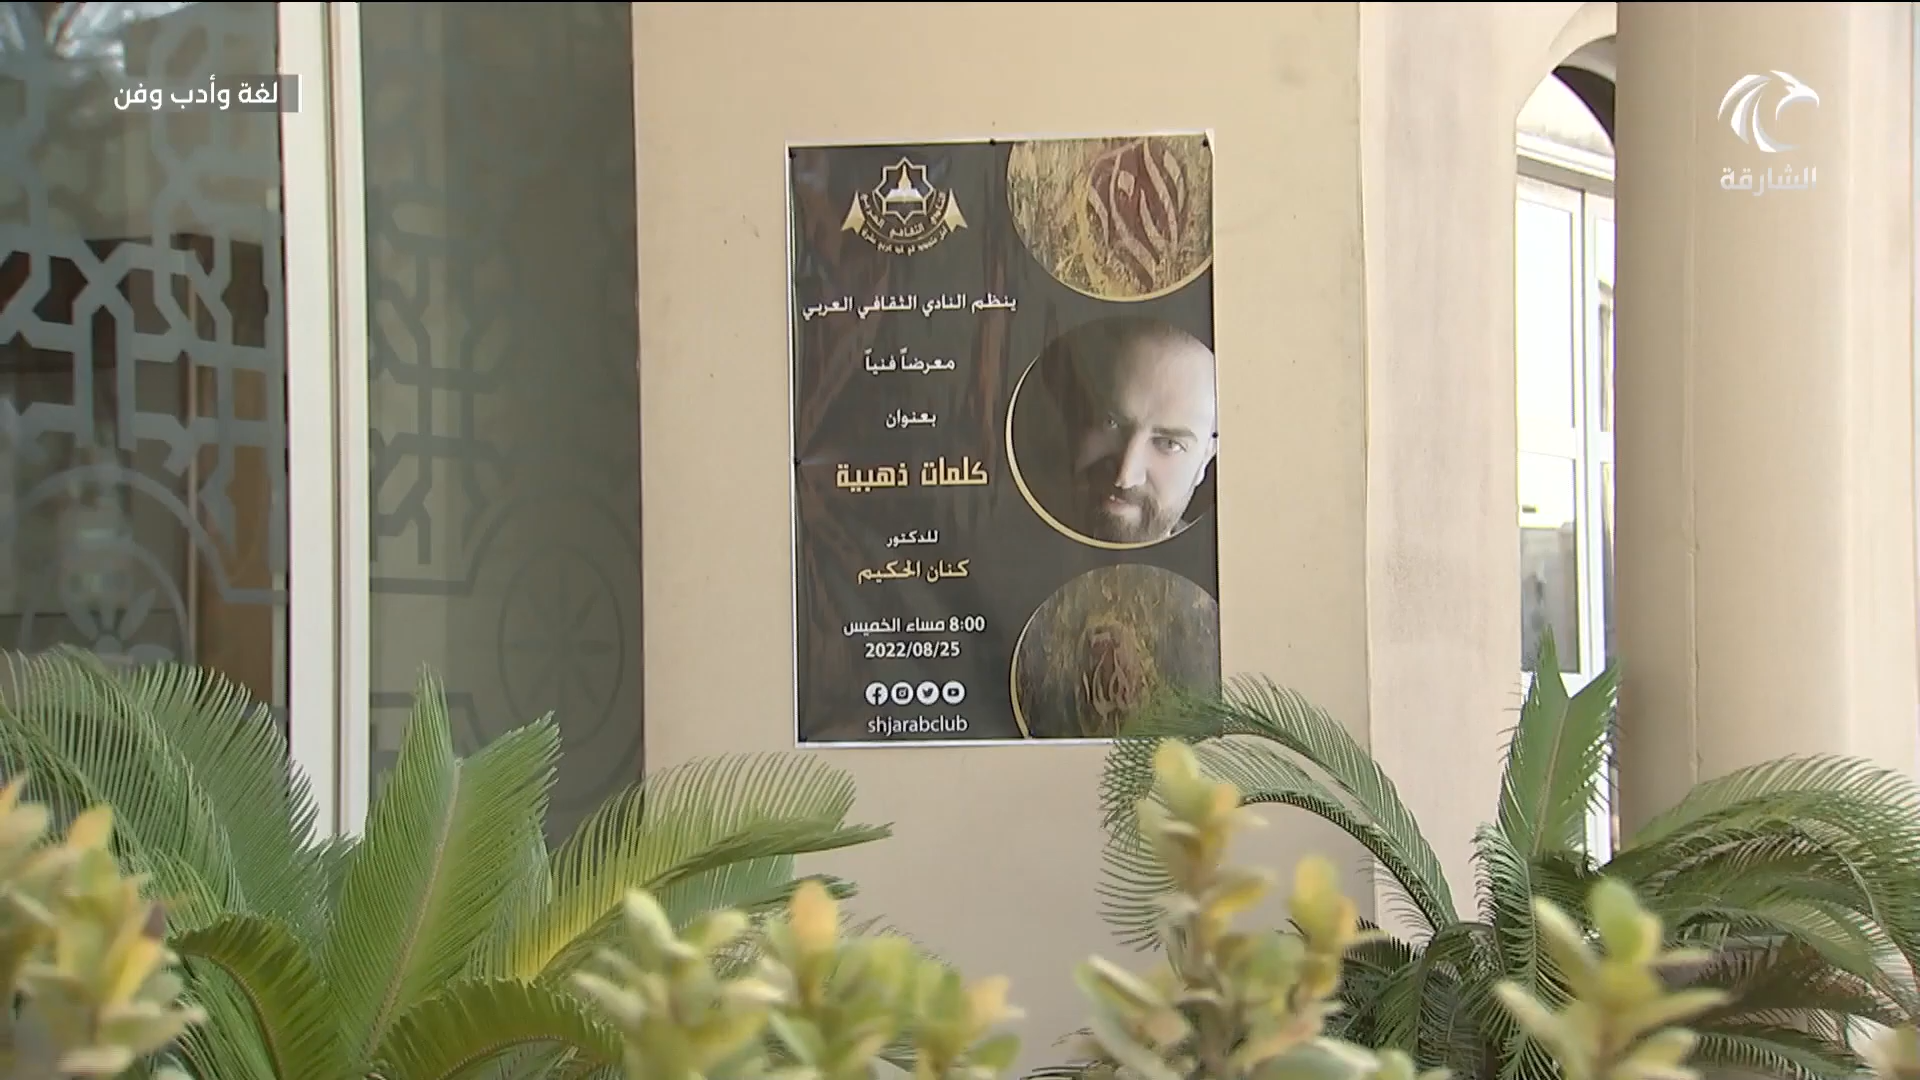 لغة وأدب وفن
الشارقة
ينظم النادي الثقافي العربي
معرضاً فنياً
بعنوان
كلمات ذهبية
للدكتور
كنان الحكيم
8:00 مساء الخميس
2022/08/25
shjarabclub